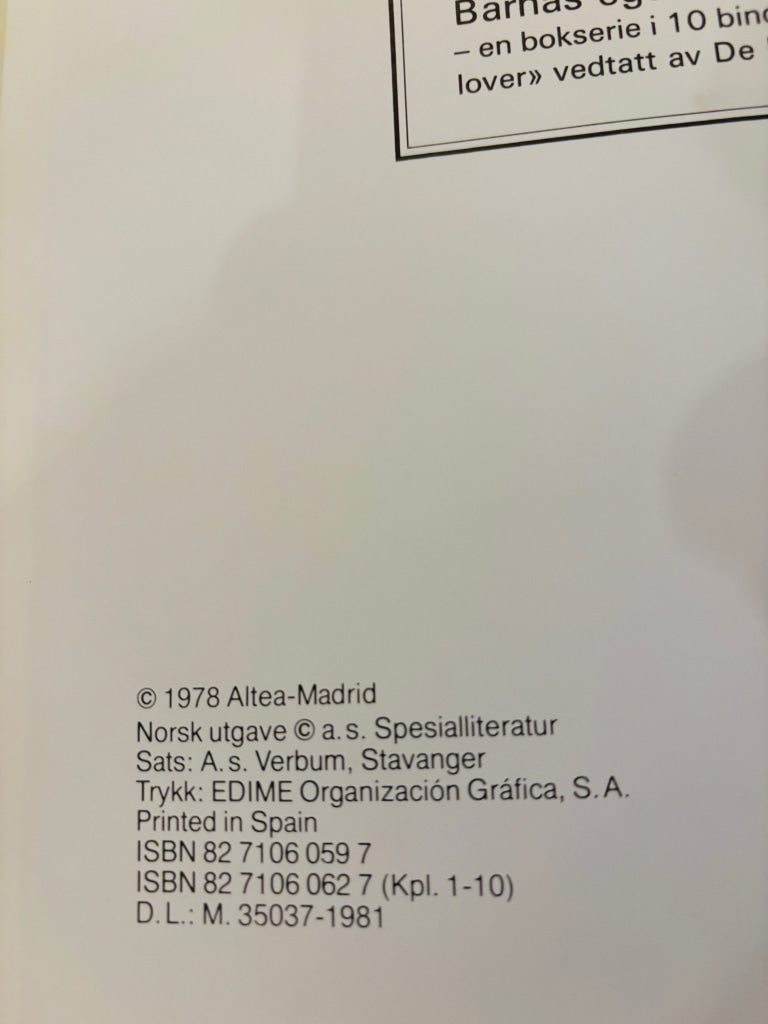 Barnas
– en bokserie i 10
lover» vedtatt av De
© 1978 Altea-Madrid
Norsk utgave © a.s. Spesialliteratur
Sats: A.s. Verbum, Stavanger
Trykk: EDIME Organización Gráfica, S.A.
Printed in Spain
ISBN 82 7106 059 7
ISBN 82 7106 062 7 (Kpl. 1-10)
D.L.: M. 35037-1981